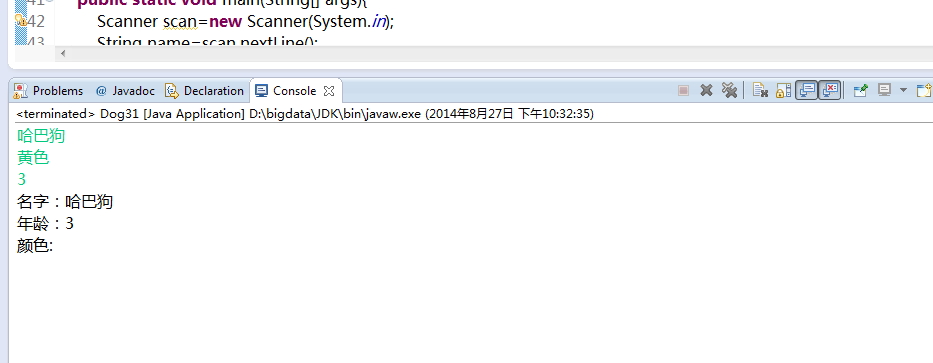 public static void main(String[] args){
42 Scanner scan=new Scanner(System.in);
43 String name=scan.nextLine();
Problems @ Javadoc Declaration Console
<terminated> Dog31 [Java Application] D:\bigdata\JDK\bin\javaw.exe (2014年8月27日 下午10:32:35)
哈巴狗
黄色
3
名字：哈巴狗
年龄：3
颜色: